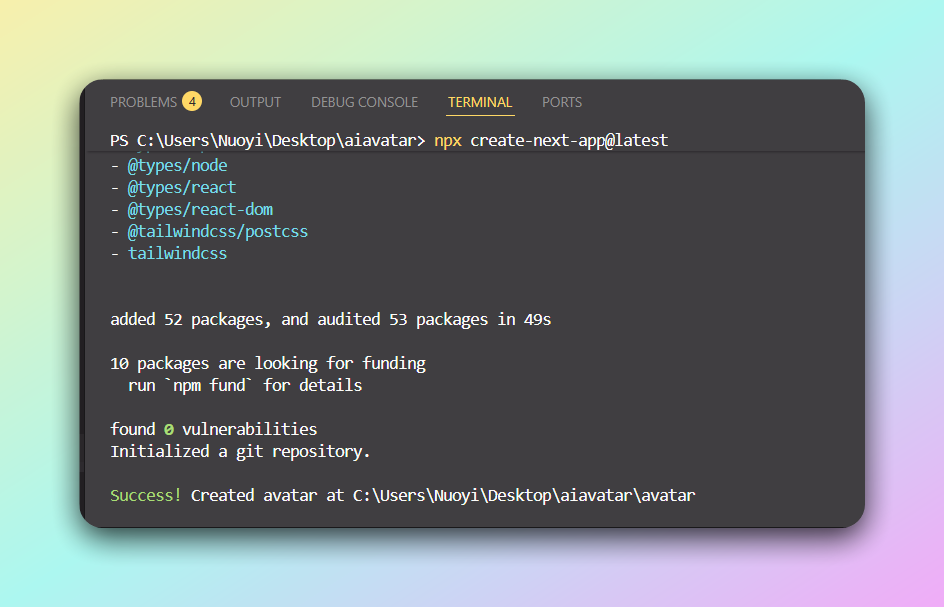 PROBLEMS 4 OUTPUT DEBUG CONSOLE TERMINAL PORTS
PS C:\Users\Nuoyi\Desktop\aiavatar> npx create-next-app@latest
- @types/node
- @types/react
- @types/react-dom
- @tailwindcss/postcss
- tailwindcss
added 52 packages, and audited 53 packages in 49s
10 packages are looking for funding
  run `npm fund` for details
found 0 vulnerabilities
Initialized a git repository.
Success! Created avatar at C:\Users\Nuoyi\Desktop\aiavatar\avatar